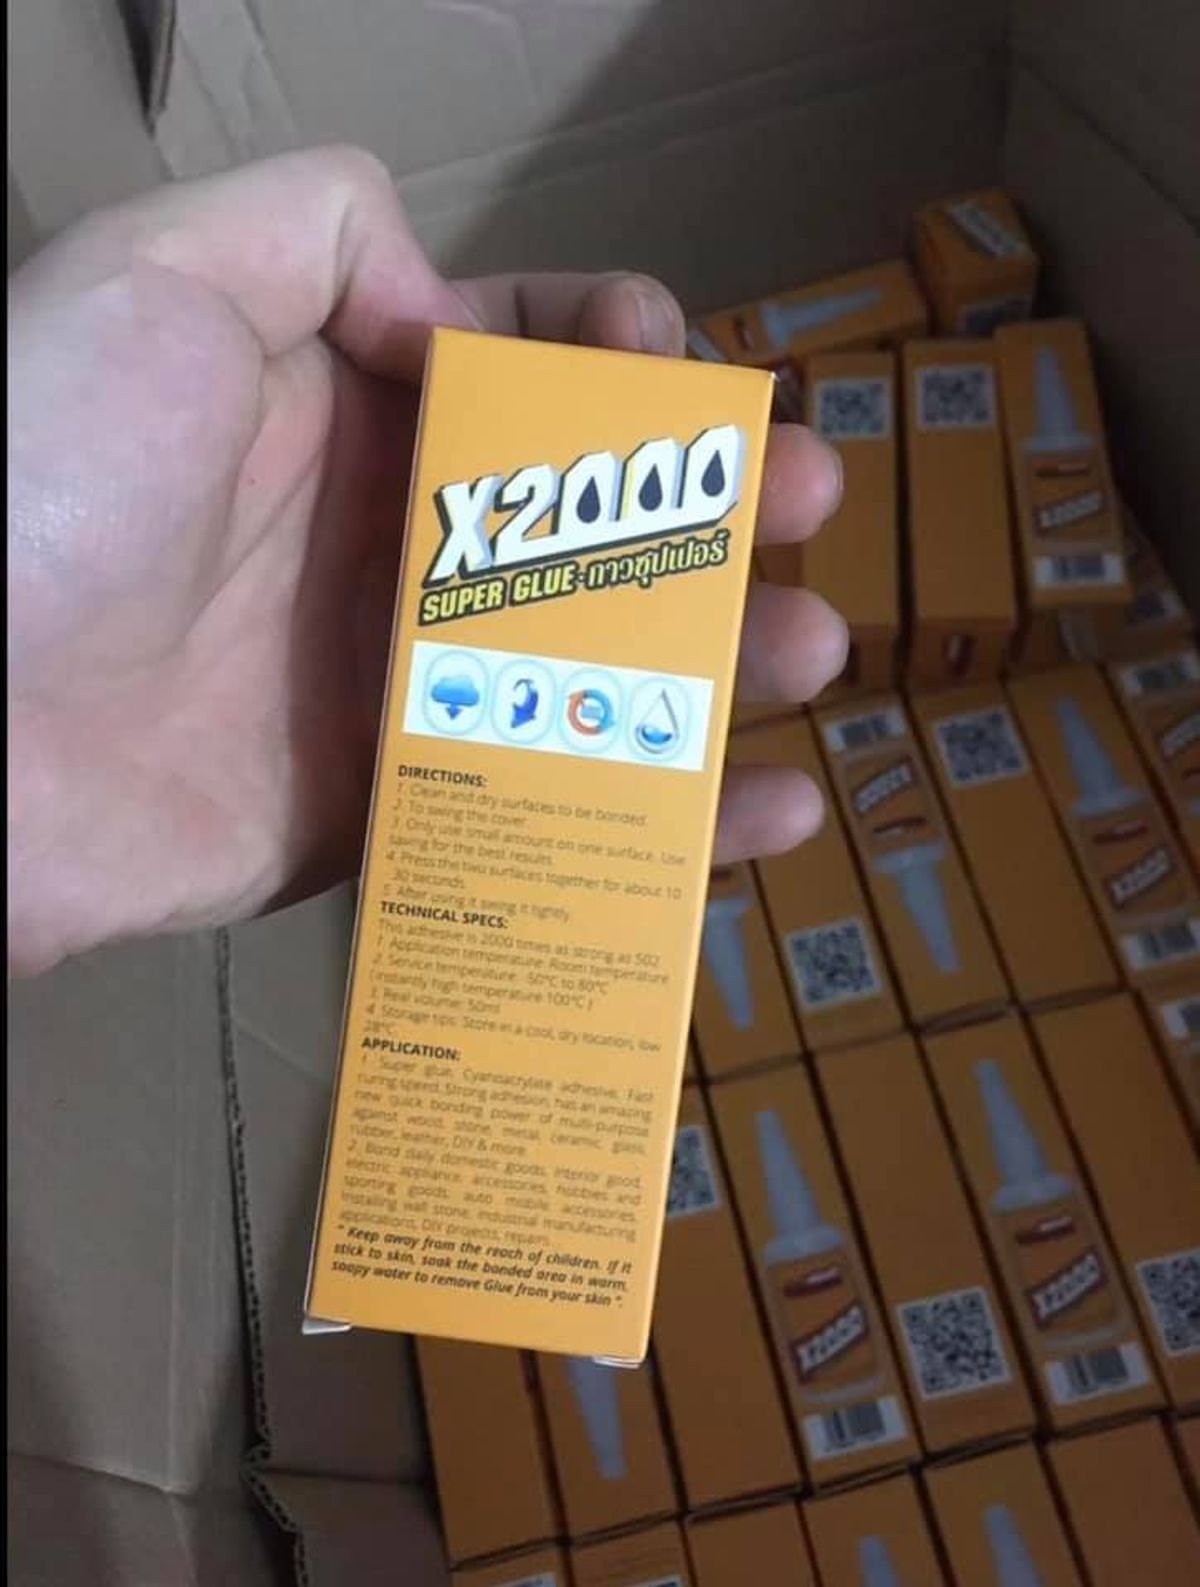 X2000
SUPER GLUE-กาวซุปเปอร์
DIRECTIONS:
1. Clean and dry surfaces to be bonded.
2. To swing the cover
3. Only use small amount on one surface. Use
saving for the best results.
4. Press the two surfaces together for about 10
30 seconds.
5. After using it swing it tightly.
TECHNICAL SPECS:
This adhesive is 2000 times as strong as 502
1. Application temperature: Room temperature
2. Service temperature: -50°C to 80°C
(instantly high temperature 100°C)
3. Real volume: 50ml
4. Storage tips: Store in a cool, dry location, low
28°C.
APPLICATION:
1. Super glue, Cyanoacrylate adhesive, Fast
curing speed, Strong adhesion, has an amazing
new quick bonding power of multi-purpose
against wood, stone, metal, ceramic, glass,
rubber, leather, DIY & more.
2. Bond daily domestic goods, interior good,
electric appliance, accessories, hobbies and
sporting goods, auto mobile accessories,
Installing wall stone, industrial manufacturing
applications, DIY projects, repairs.
" Keep away from the reach of children. If it
stick to skin, soak the bonded area in warm,
soapy water to remove Glue from your skin ".
X2000
X2000
X2000
X2000
X2000